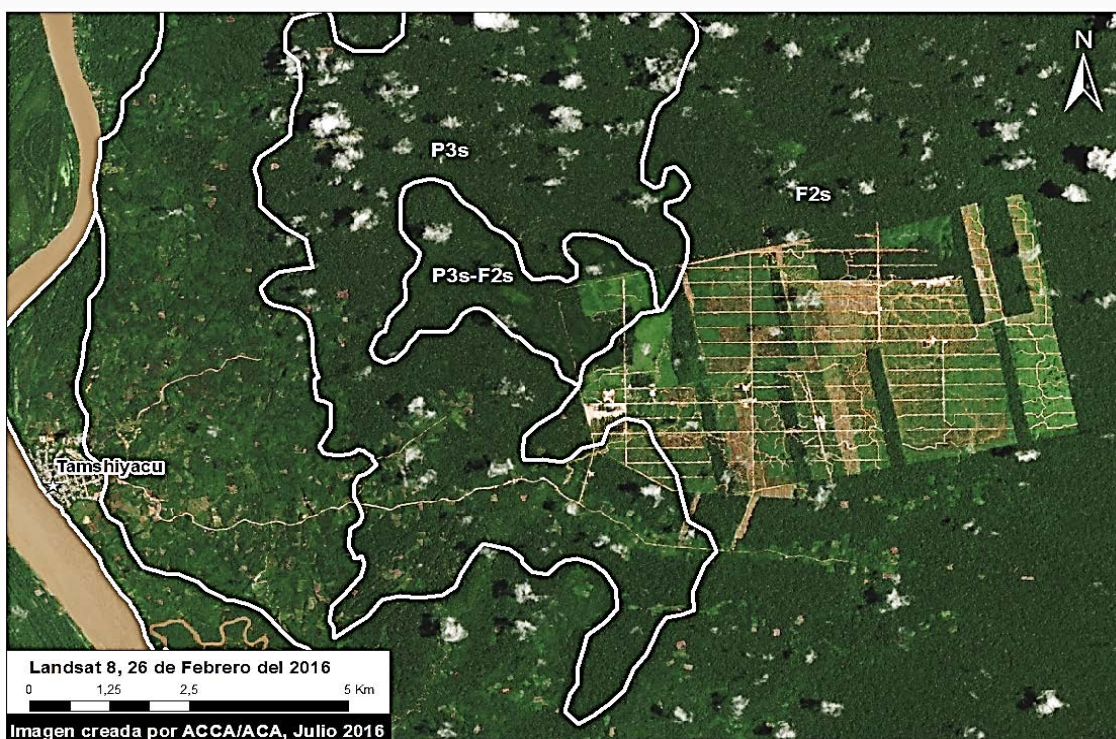 N
P3s
F2s
P3s-F2s
Tamshiyacu
Landsat 8, 26 de Febrero del 2016
0 1,25 2,5 5 Km
Imagen creada por ACCA/ACA, Julio 2016